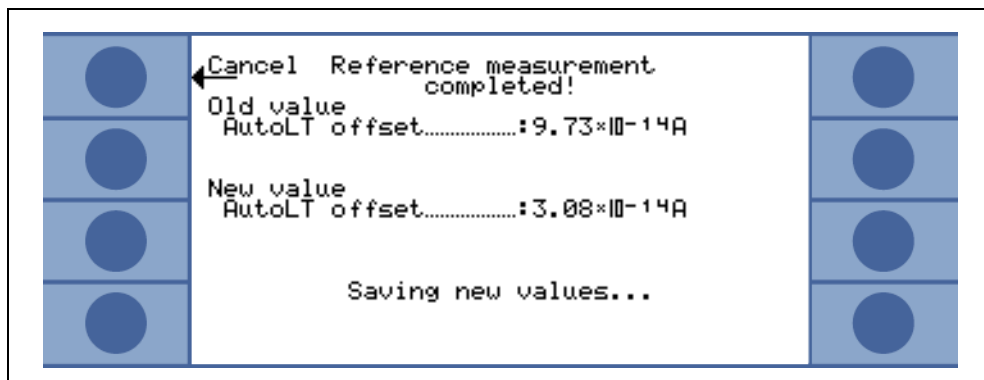 Cancel Reference measurement
completed!
Old value
AutoLT offset.................:9.73×10-14A
New value
AutoLT offset.................:3.08×10-14A
Saving new values...